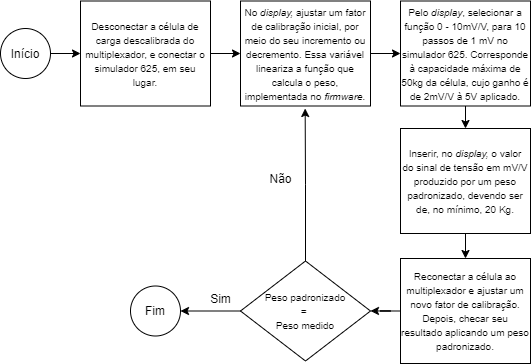 Início
Desconectar a célula de
carga descalibrada do
multiplexador, e conectar o
simulador 625, em seu
lugar.
No display, ajustar um fator
de calibração inicial, por
meio do seu incremento ou
decremento. Essa variável
lineariza a função que
calcula o peso,
implementada no firmware.
Pelo display, selecionar a
função 0 - 10mV/V, para 10
passos de 1 mV no
simulador 625. Corresponde
à capacidade máxima de
50kg da célula, cujo ganho é
de 2mV/V à 5V aplicado.
Inserir, no display, o valor
do sinal de tensão em mV/V
produzido por um peso
padronizado, devendo ser
de, no mínimo, 20 Kg.
Reconectar a célula ao
multiplexador e ajustar um
novo fator de calibração.
Depois, checar seu
resultado aplicando um peso
padronizado.
Peso padronizado
=
Peso medido
Não
Sim
Fim